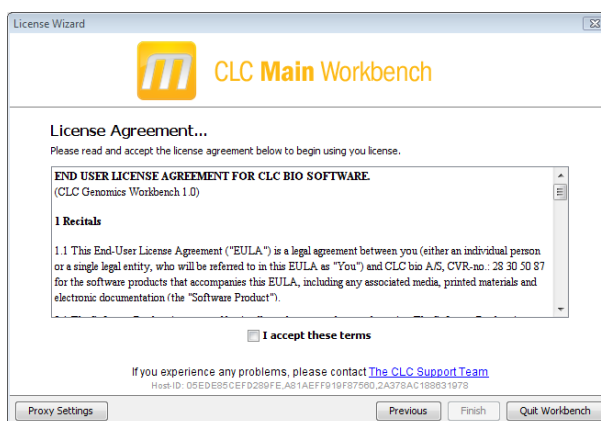 License Wizard
CLC Main Workbench
License Agreement...
Please read and accept the license agreement below to begin using you license.
END USER LICENSE AGREEMENT FOR CLC BIO SOFTWARE.
(CLC Genomics Workbench 1.0)
1 Recitals
1.1 This End-User License Agreement ("EULA") is a legal agreement between you (either an individual person
or a single legal entity, who will be referred to in this EULA as "You") and CLC bio A/S, CVR-no.: 28 30 50 87
for the software products that accompanies this EULA, including any associated media, printed materials and
electronic documentation (the "Software Product").
I accept these terms
If you experience any problems, please contact The CLC Support Team
Host-ID: D5EDE85CEFD289FE,A81AEFF919F87560,2A378AC188631978
Proxy Settings
Previous
Finish
Quit Workbench